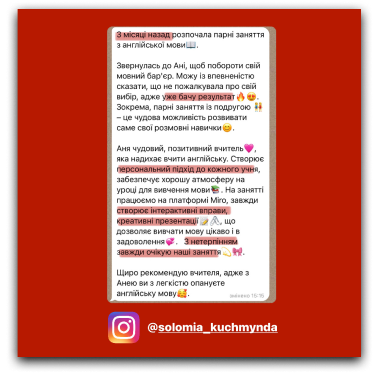 3 місяці назад розпочала парні заняття
з англійської мови📖.
Звернулась до Ані, щоб побороти свій
мовний бар'єр. Можу із впевненістю
сказати, що не пожалкувала про свій
вибір, адже уже бачу результат🔥😍.
Зокрема, парні заняття із подругою 👯‍♀️
– це чудова можливість розвивати
саме свої розмовні навички😊.
Аня чудовий, позитивний вчитель💗,
яка надихає вчити англійську. Створює
персональний підхід до кожного учня,
забезпечує хорошу атмосферу на
уроці для вивчення мови📚. На занятті
працюємо на платформі Miro, завжди
створює інтерактивні вправи,
креативні презентації
, що
дозволяє вивчати мову цікаво і в
задоволення💞. З нетерпінням
завжди очікую наші заняття💫🎀.
Щиро рекомендую вчителя, адже з
Анею ви з легкістю опануєте
англійську мову🥰.
15:15
@solomia_kuchmynda